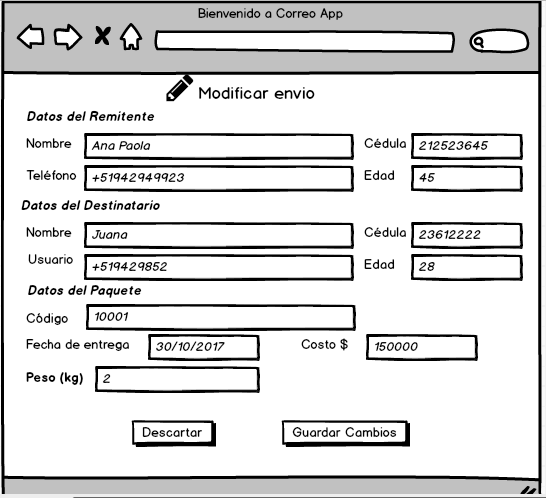 Bienvenido a Correo App
Modificar envio
Datos del Remitente
Nombre Ana Paola Cédula 212523645
Teléfono +51942949923 Edad 45
Datos del Destinatario
Nombre Juana Cédula 23612222
Usuario +519429852 Edad 28
Datos del Paquete
Código 10001
Fecha de entrega 30/10/2017 Costo $ 150000
Peso (kg) 2
Descartar Guardar Cambios